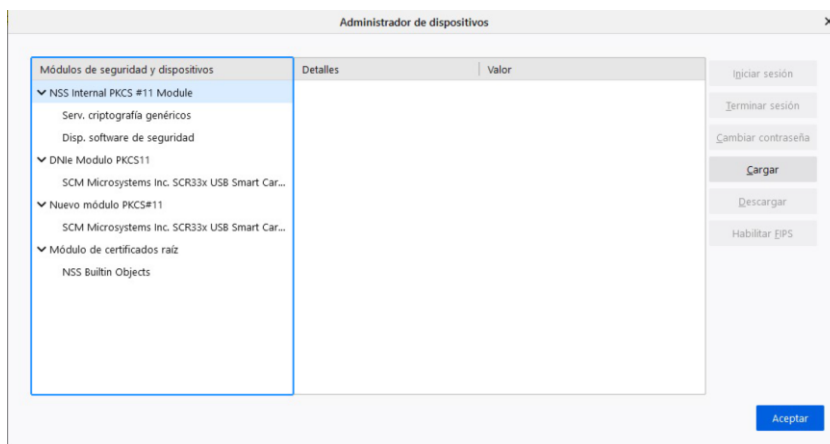 Administrador de dispositivos
Módulos de seguridad y dispositivos
Detalles
Valor
NSS Internal PKCS #11 Module
Serv. criptografía genéricos
Disp. software de seguridad
DNIe Modulo PKCS11
SCM Microsystems Inc. SCR33x USB Smart Car...
Nuevo módulo PKCS#11
SCM Microsystems Inc. SCR33x USB Smart Car...
Módulo de certificados raíz
NSS Builtin Objects
Iniciar sesión
Terminar sesión
Cambiar contraseña
Cargar
Descargar
Habilitar FIPS
Aceptar